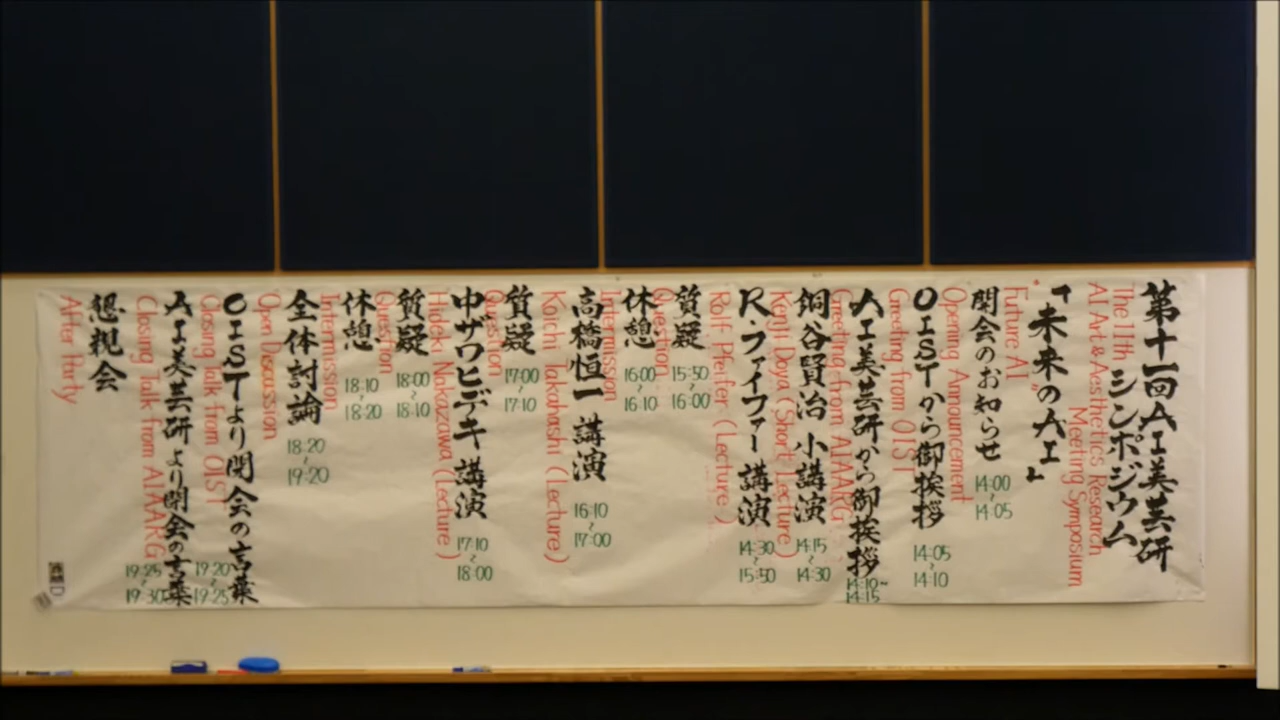 第十一回AI美芸研
シンポジウム
The 11th
AI Art & Aesthetics Research
Meeting Symposium
「未来のAI」
"Future AI"
開会のお知らせ 14:00~14:05
Opening Announcement
OISTから御挨拶 14:05~14:10
Greeting from OIST
AI美芸研から御挨拶 14:10~14:15
Greeting from AIAARG
銅谷賢治 小講演 14:15~14:30
Kenji Doya (Short Lecture)
R・ファイファー 講演 14:30~15:50
Rolf Pfeifer (Lecture)
質疑 15:50~16:00
Question
休憩 16:00~16:10
Intermission
高橋恒一 講演 16:10~17:00
Koichi Takahashi (Lecture)
質疑 17:00~17:10
Question
中ザワヒデキ 講演 17:10~18:00
Hideki Nakazawa (Lecture)
質疑 18:00~18:10
Question
休憩 18:10~18:20
Intermission
全体討論 18:20~19:20
Open Discussion
OISTより閉会の言葉 19:20~19:25
Closing Talk from OIST
AI美芸研より閉会の言葉 19:25~19:30
Closing Talk from AIAARG
懇親会
After Party